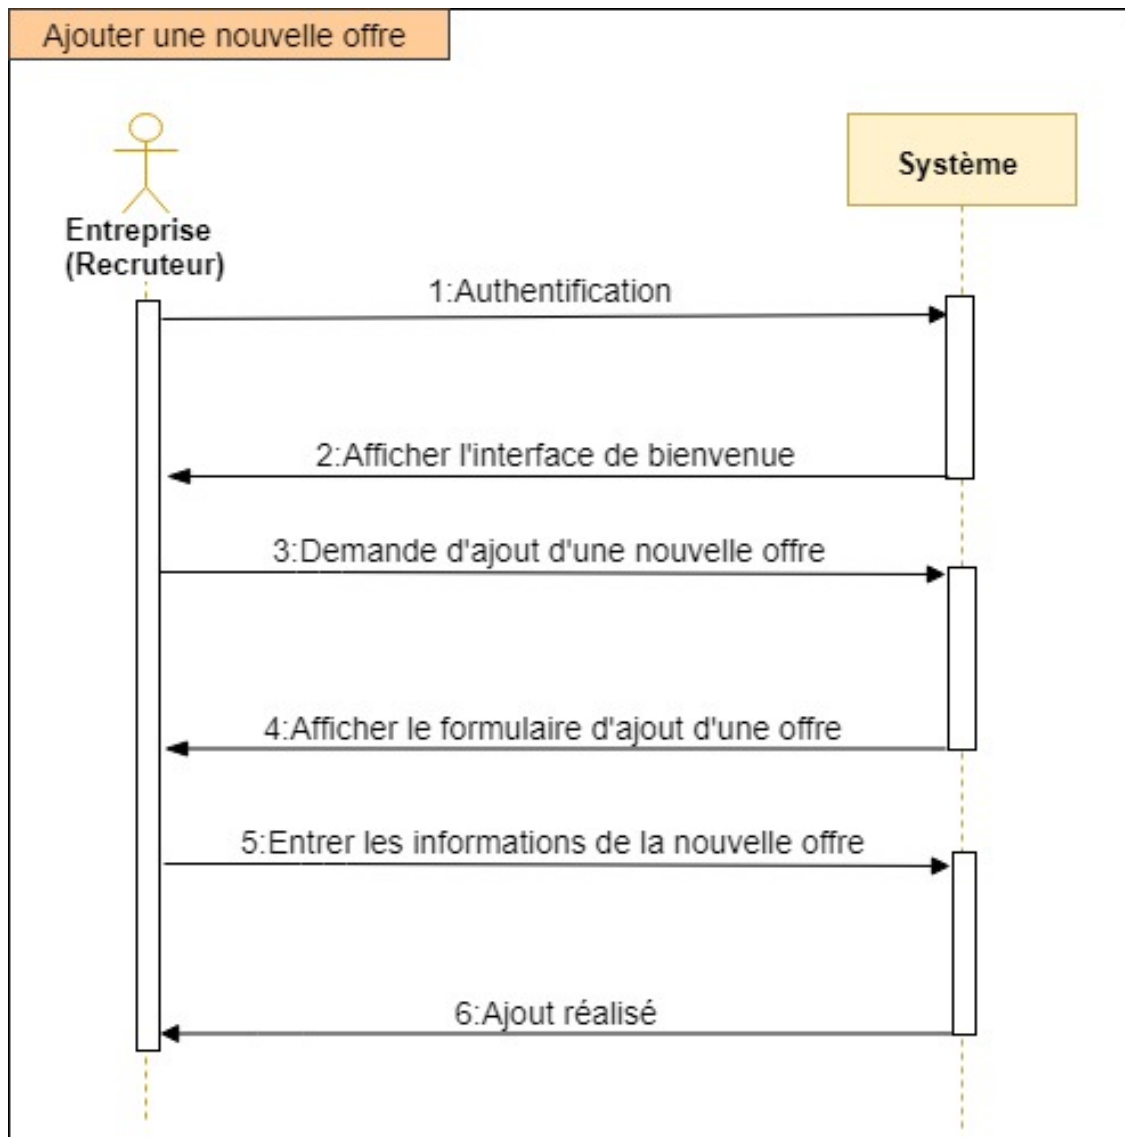 Ajouter une nouvelle offre
Système
Entreprise
(Recruteur)
1:Authentification
2:Afficher l'interface de bienvenue
3:Demande d'ajout d'une nouvelle offre
4:Afficher le formulaire d'ajout d'une offre
5:Entrer les informations de la nouvelle offre
6:Ajout réalisé